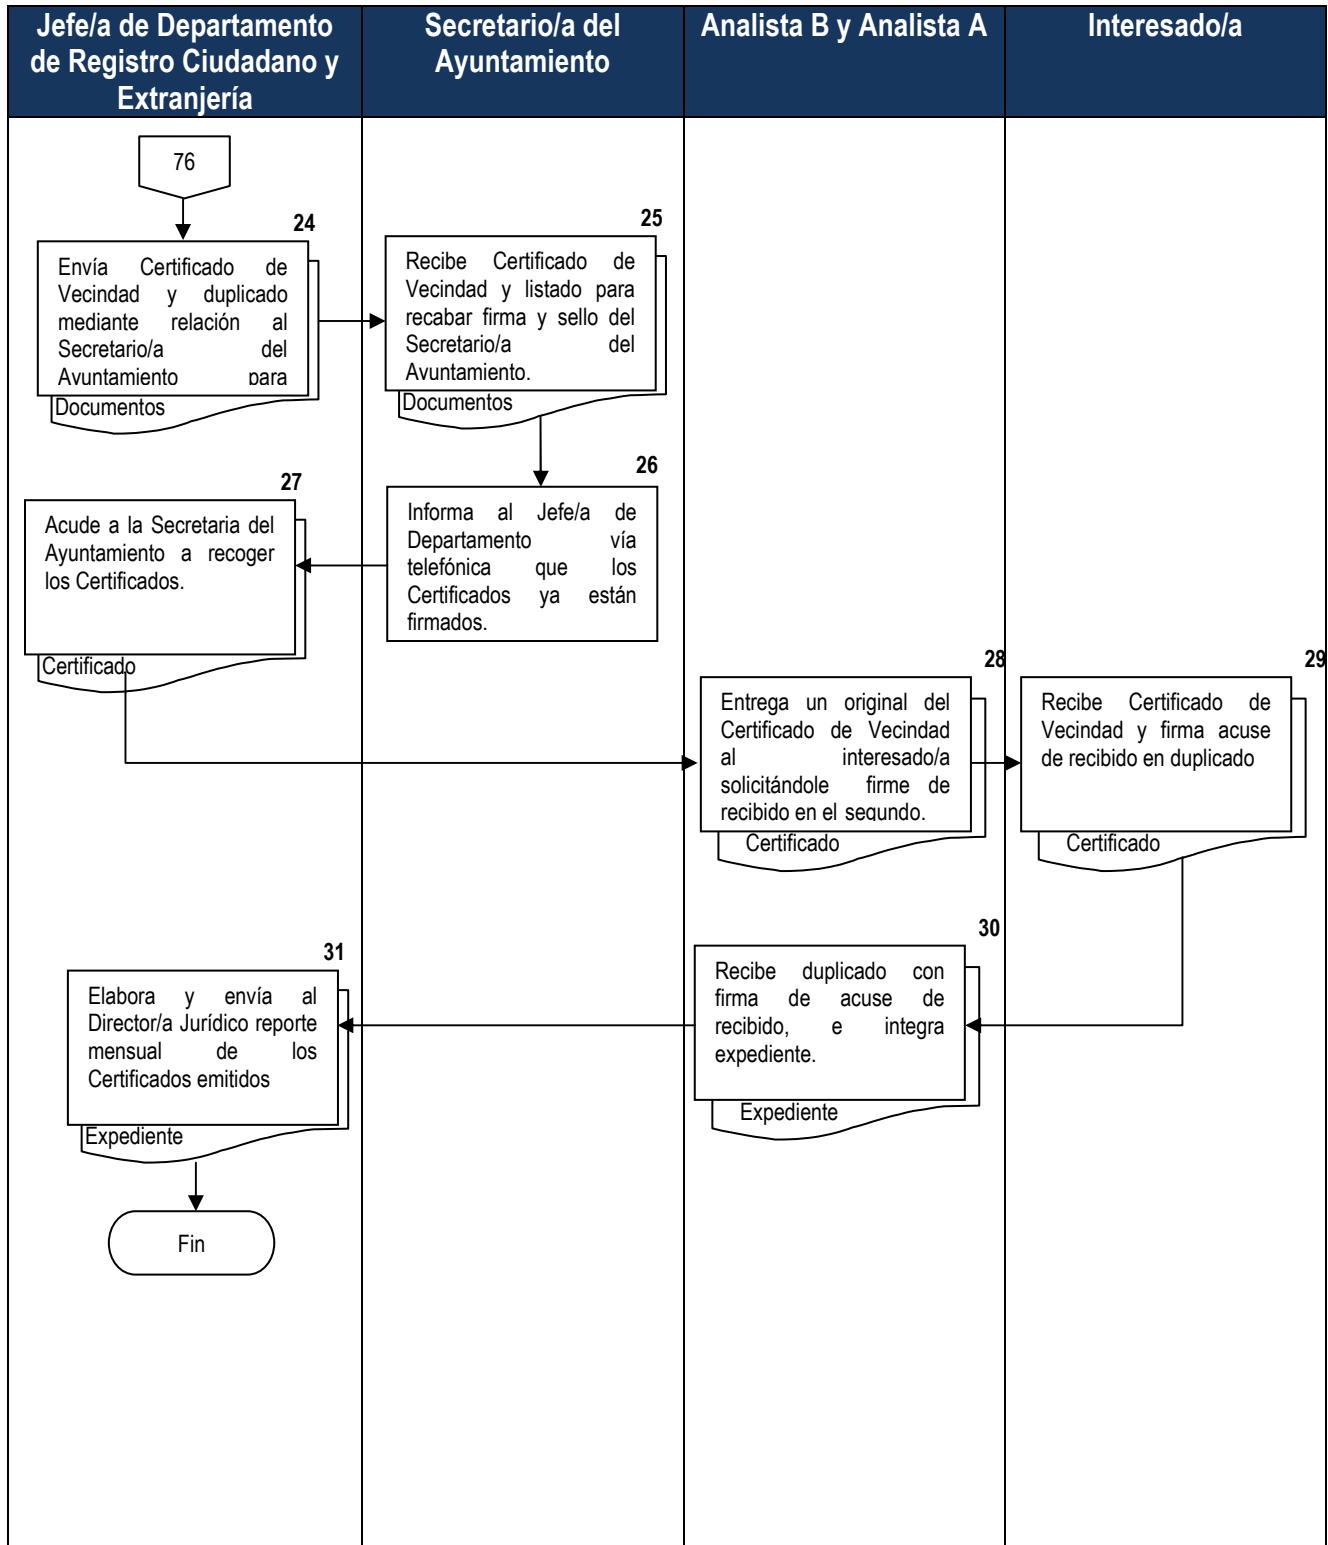 Jefe/a de Departamento
de Registro Ciudadano y
Extranjería
Secretario/a del
Ayuntamiento
Analista B y Analista A
Interesado/a
76
24
Envía Certificado de
Vecindad y duplicado
mediante relación al
Secretario/a del
Ayuntamiento para
Documentos
25
Recibe Certificado de
Vecindad y listado para
recabar firma y sello del
Secretario/a del
Ayuntamiento.
Documentos
26
Informa al Jefe/a de
Departamento vía
telefónica que los
Certificados ya están
firmados.
27
Acude a la Secretaria del
Ayuntamiento a recoger
los Certificados.
Certificado
28
Entrega un original del
Certificado de Vecindad
al interesado/a
solicitándole firme de
recibido en el segundo.
Certificado
29
Recibe Certificado de
Vecindad y firma acuse
de recibido en duplicado
Certificado
30
Recibe duplicado con
firma de acuse de
recibido, e integra
expediente.
Expediente
31
Elabora y envía al
Director/a Jurídico reporte
mensual de los
Certificados emitidos
Expediente
Fin